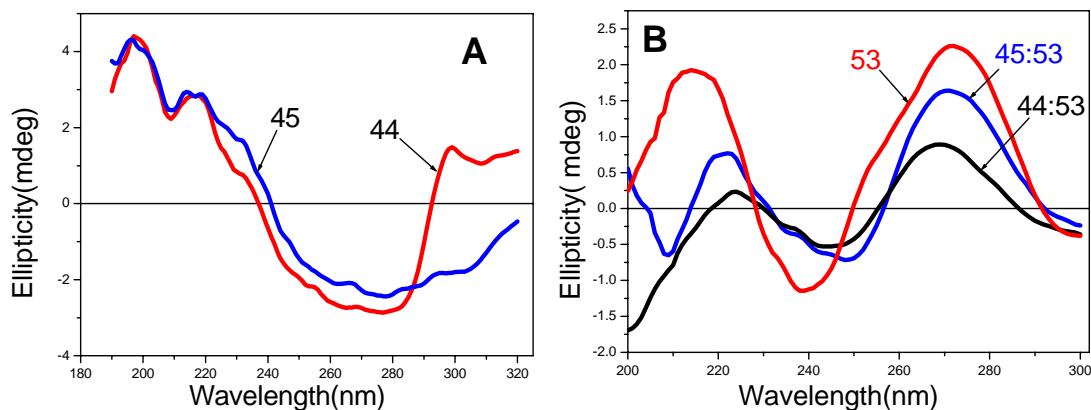 A
45
44
4
2
0
-2
-4
180 200 220 240 260 280 300 320
Wavelength(nm)
Ellipticity(mdeg)
B
53
45:53
44:53
2.5
2.0
1.5
1.0
0.5
0.0
-0.5
-1.0
-1.5
-2.0
200 220 240 260 280 300
Wavelength(nm)
Ellipticity( mdeg)